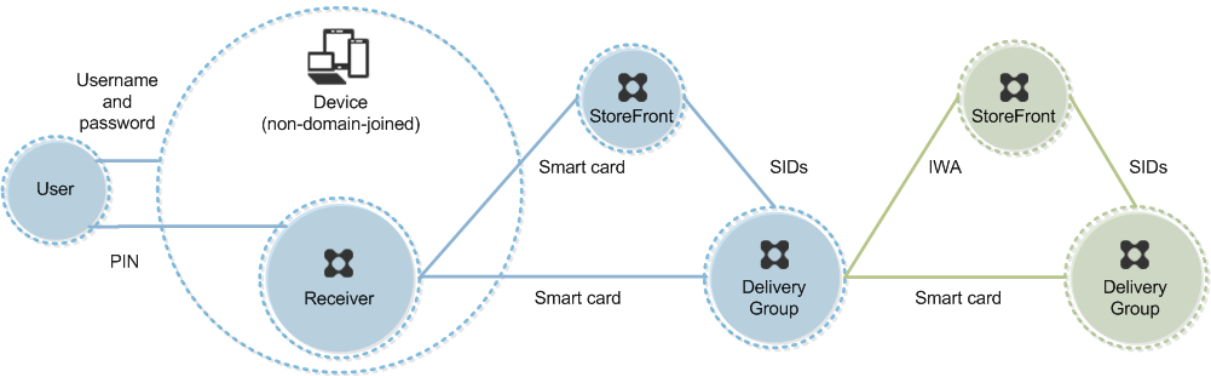 Username
and
password
User
PIN
Device
(non-domain-joined)
Receiver
Smart card
Smart card
StoreFront
SIDs
Delivery
Group
IWA
Smart card
StoreFront
SIDs
Delivery
Group